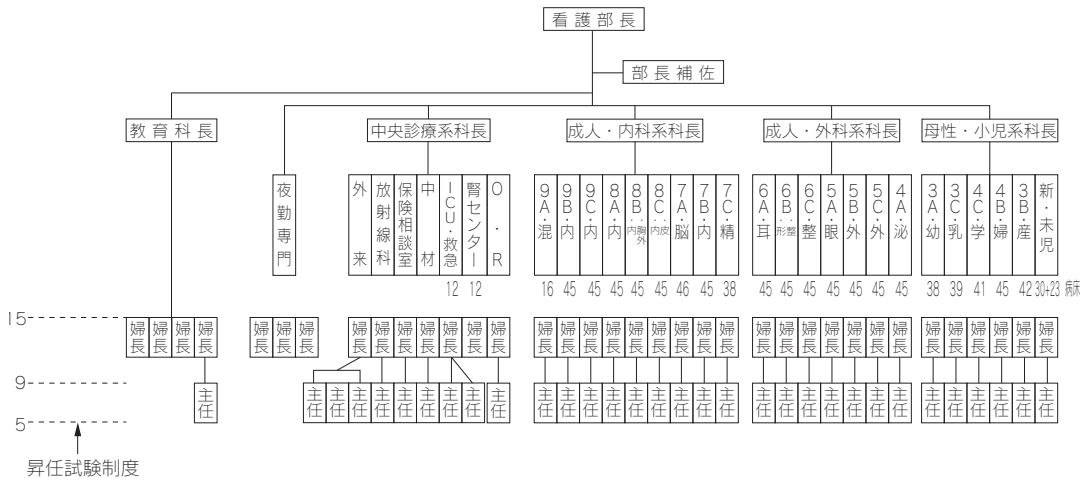 看護部長
部長補佐
教育科長
中央診療系科長
成人・内科系科長
成人・外科系科長
母性・小児系科長
夜勤専門
外来
放射線科
保険相談室
中材
ICU・救急
腎センター
O.R
9A・混
9B・内
9C・内
8A・内
8B・内胸外
8C・内皮
7A・脳
7B・内
7C・精
6A・耳
6B・形整
6C・整
5A・眼
5B・外
5C・外
4A・泌
3A・幼
3C・乳
4C・学
4B・婦
3B・産
新・未児
12 12 16 45 45 45 45 45 46 45 38 45 45 45 45 45 45 45 38 39 41 45 42 30+23 病床
15 婦長 婦長 婦長 婦長 婦長 婦長 婦長 婦長 婦長 婦長 婦長 婦長 婦長 婦長 婦長 婦長 婦長 婦長 婦長 婦長 婦長 婦長 婦長 婦長 婦長 婦長 婦長 婦長 婦長 婦長 婦長 婦長 婦長 婦長 婦長 婦長
9 主任 主任 主任 主任 主任 主任 主任 主任 主任 主任 主任 主任 主任 主任 主任 主任 主任 主任 主任 主任 主任 主任 主任 主任 主任 主任 主任 主任 主任 主任 主任 主任
5
昇任試験制度